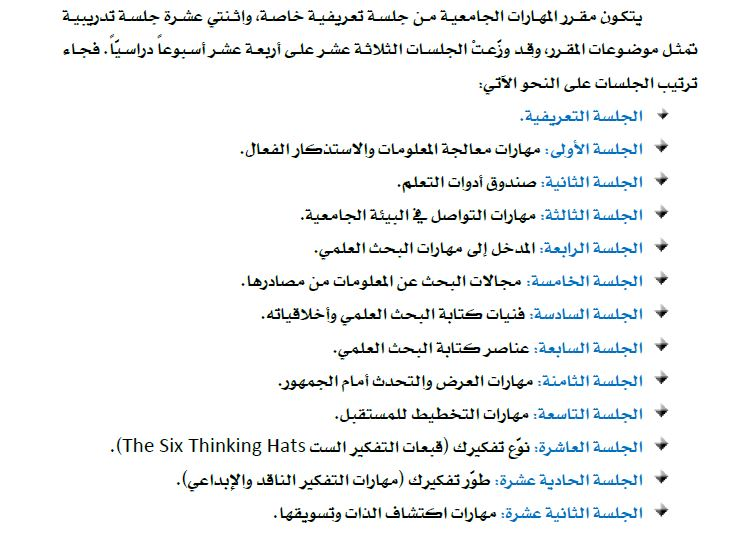 يتكون مقرر المهارات الجامعية من جلسة تعريفية خاصة، واثنتي عشرة جلسة تدريبية
تمثل موضوعات المقرر، وقد وزّعتْ الجلسات الثلاثة عشر على أربعة عشر أسبوعاً دراسيّاً. فجاء
ترتيب الجلسات على النحو الآتي:
الجلسة التعريفية.
الجلسة الأولى: مهارات معالجة المعلومات والاستذكار الفعال.
الجلسة الثانية: صندوق أدوات التعلم.
الجلسة الثالثة: مهارات التواصل في البيئة الجامعية.
الجلسة الرابعة: المدخل إلى مهارات البحث العلمي.
الجلسة الخامسة: مجالات البحث عن المعلومات من مصادرها.
الجلسة السادسة: فنيات كتابة البحث العلمي وأخلاقياته.
الجلسة السابعة: عناصر كتابة البحث العلمي.
الجلسة الثامنة: مهارات العرض والتحدث أمام الجمهور.
الجلسة التاسعة: مهارات التخطيط للمستقبل.
الجلسة العاشرة: نوّع تفكيرك (قبعات التفكير الست The Six Thinking Hats).
الجلسة الحادية عشرة: طوّر تفكيرك (مهارات التفكير الناقد والإبداعي).
الجلسة الثانية عشرة: مهارات اكتشاف الذات وتسويقها.